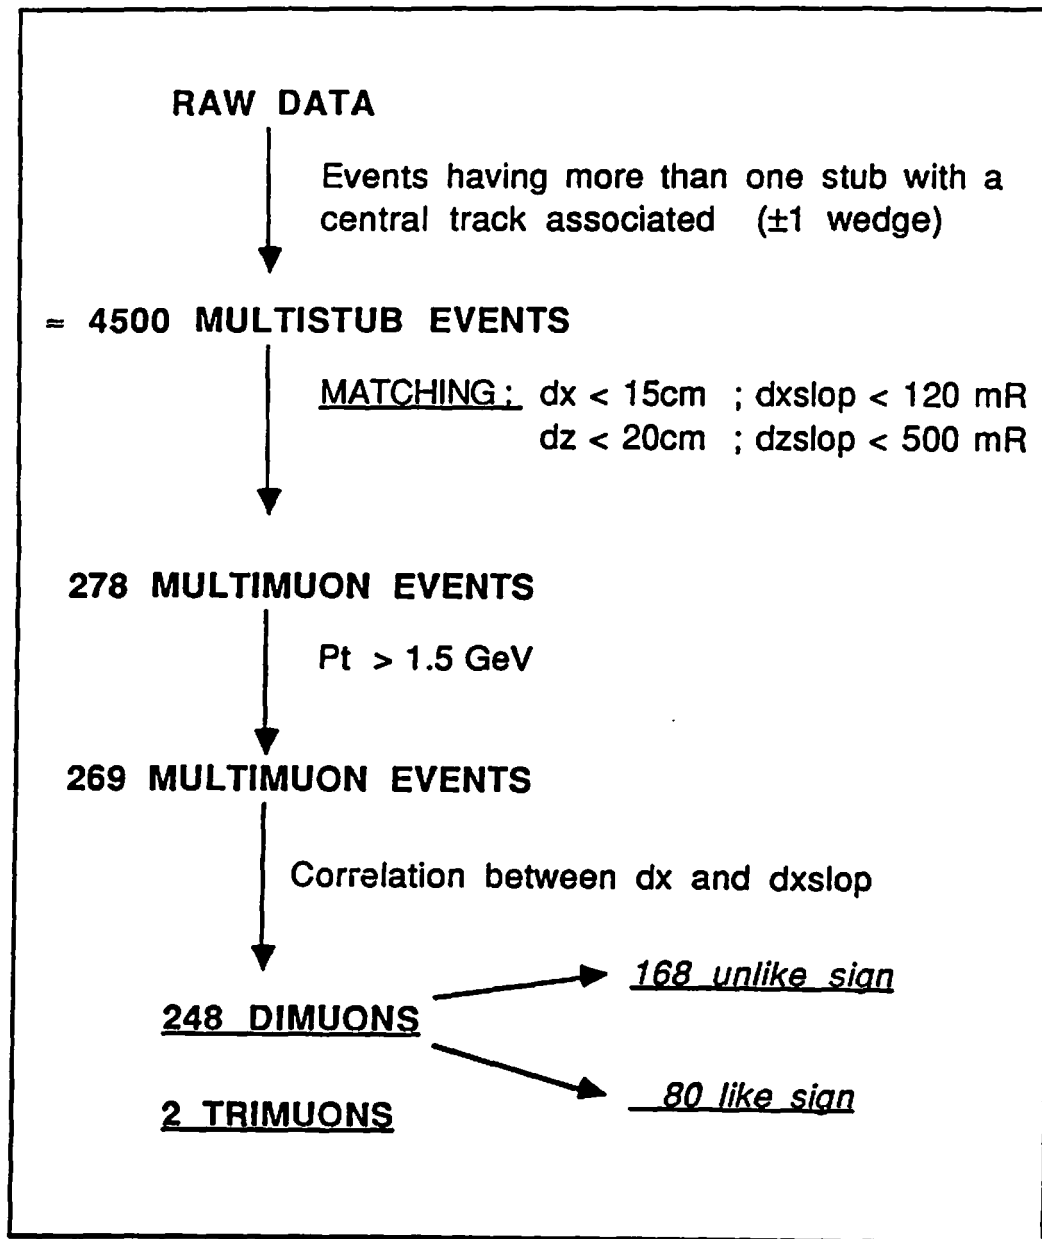 RAW DATA
Events having more than one stub with a
central track associated (±1 wedge)
≈ 4500 MULTISTUB EVENTS
MATCHING : dx < 15cm ; dxslop < 120 mR
dz < 20cm ; dzslop < 500 mR
278 MULTIMUON EVENTS
Pt > 1.5 GeV
269 MULTIMUON EVENTS
Correlation between dx and dxslop
168 unlike sign
248 DIMUONS
80 like sign
2 TRIMUONS